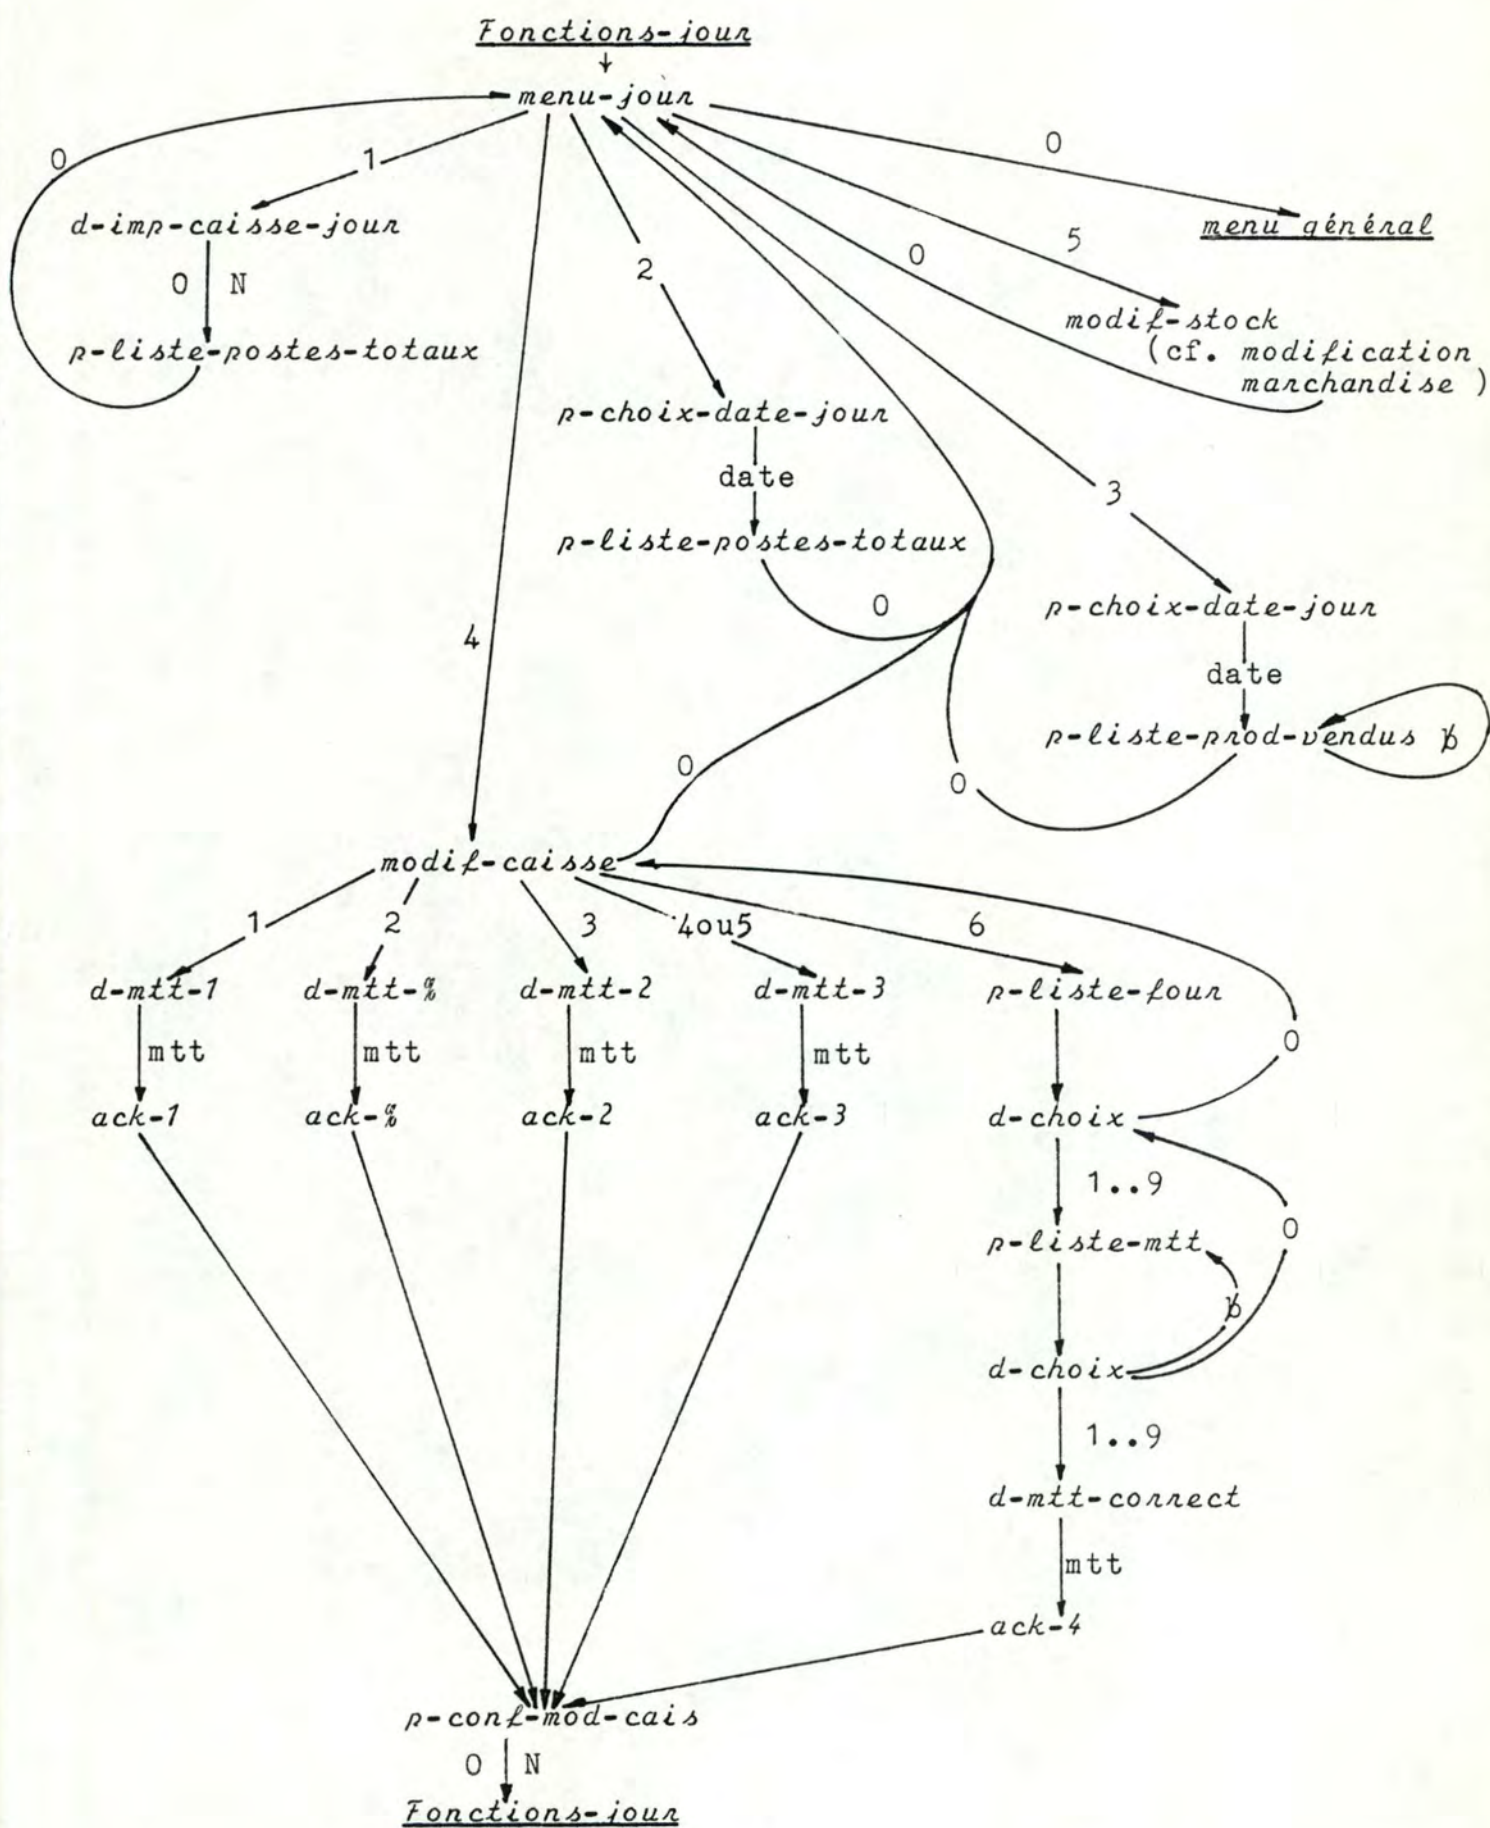 Fonctions-jour
menu-jour
0
1
0
d-imp-caisse-jour
menu général
5
0
2
O N
modif-stock
p-liste-postes-totaux
(cf. modification
marchandise )
p-choix-date-jour
date
3
p-liste-postes-totaux
0
p-choix-date-jour
4
date
p-liste-prod-vendus ƀ
0
0
modif-caisse
1
2
3
4ou5
6
d-mtt-1
d-mtt-%
d-mtt-2
d-mtt-3
p-liste-four
mtt
mtt
mtt
mtt
0
ack-1
ack-%
ack-2
ack-3
d-choix
1..9
0
p-liste-mtt
ƀ
d-choix
1..9
d-mtt-correct
mtt
ack-4
p-conf-mod-cais
O N
Fonctions-jour